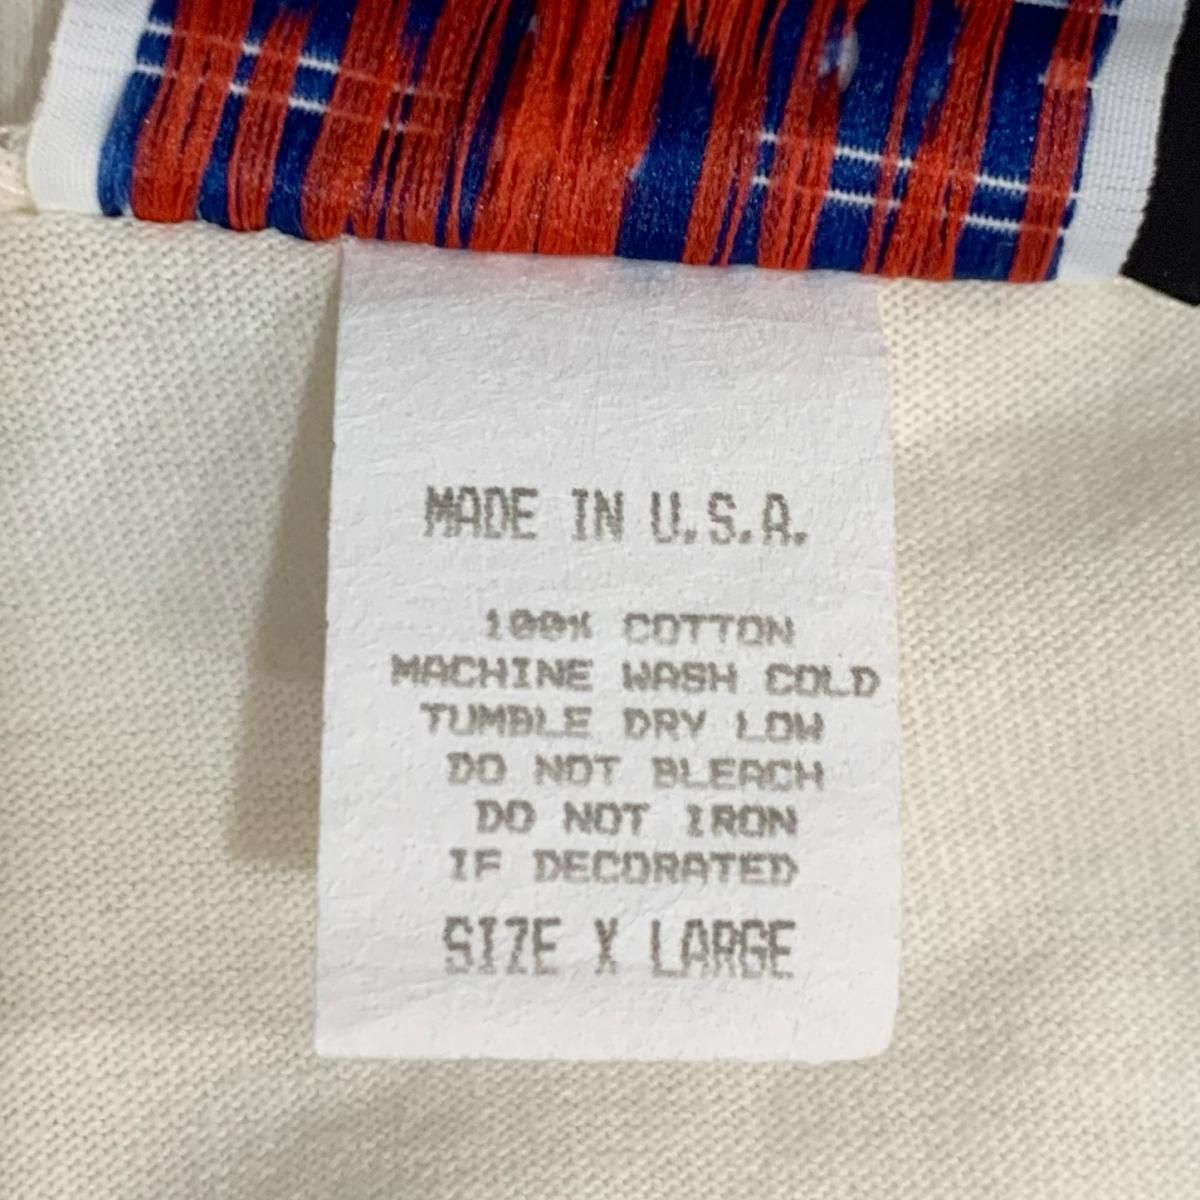 MADE IN U.S.A.
100% COTTON
MACHINE WASH COLD
TUMBLE DRY LOW
DO NOT BLEACH
DO NOT IRON
IF DECORATED
SIZE X LARGE